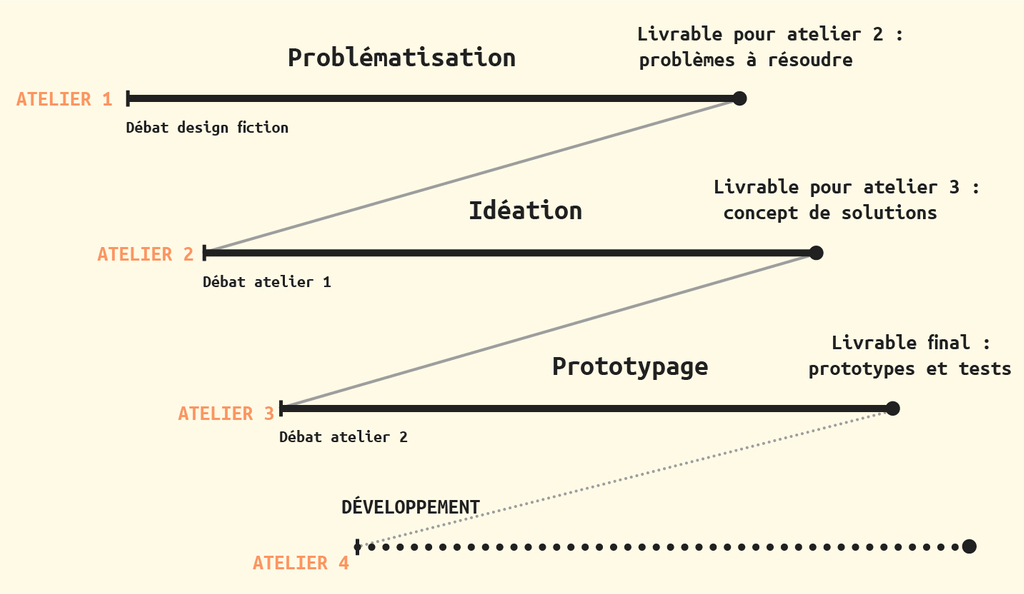 Problématisation
Livrable pour atelier 2 :
problèmes à résoudre
ATELIER 1
Débat design fiction
Idéation
Livrable pour atelier 3 :
concept de solutions
ATELIER 2
Débat atelier 1
Prototypage
Livrable final :
prototypes et tests
ATELIER 3
Débat atelier 2
DÉVELOPPEMENT
ATELIER 4